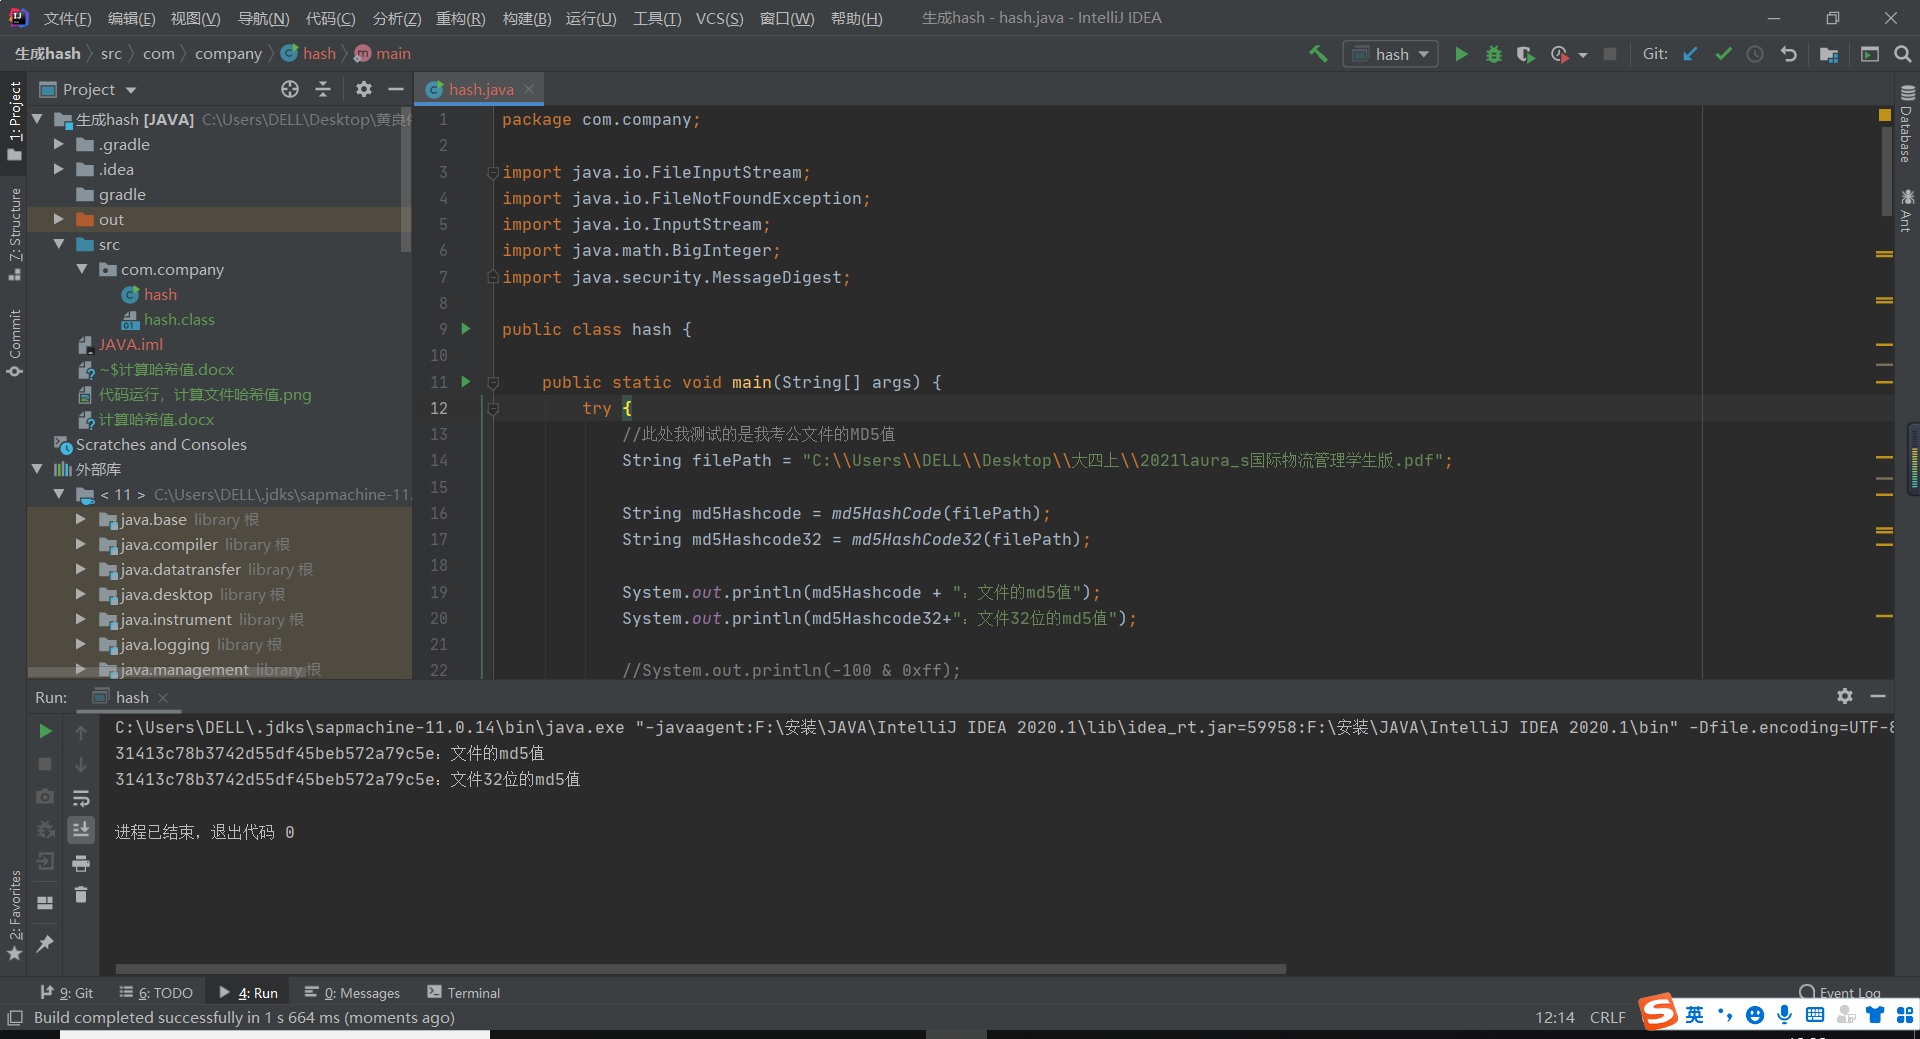 文件(F) 编辑(E) 视图(V) 导航(N) 代码(C) 分析(Z) 重构(R) 构建(B) 运行(U) 工具(T) VCS(S) 窗口(W) 帮助(H) 生成hash - hash.java - IntelliJ IDEA
生成hash src com company hash main hash Git:
Project
hash.java
1: Project
7: Structure
Commit
2: Favorites
Database
Ant
生成hash [JAVA] C:\Users\DELL\Desktop\黄良
.gradle
.idea
gradle
out
src
com.company
hash
hash.class
JAVA.iml
~$计算哈希值.docx
代码运行，计算文件哈希值.png
计算哈希值.docx
Scratches and Consoles
外部库
< 11 > C:\Users\DELL\.jdks\sapmachine-11.
java.base library 根
java.compiler library 根
java.datatransfer library 根
java.desktop library 根
java.instrument library 根
java.logging library 根
java.management library 根
1 package com.company;
2
3 import java.io.FileInputStream;
4 import java.io.FileNotFoundException;
5 import java.io.InputStream;
6 import java.math.BigInteger;
7 import java.security.MessageDigest;
8
9 public class hash {
10
11 public static void main(String[] args) {
12 try {
13 //此处我测试的是我考公文件的MD5值
14 String filePath = "C:\\Users\\DELL\\Desktop\\大四上\\2021laura_s国际物流管理学生版.pdf";
15
16 String md5Hashcode = md5HashCode(filePath);
17 String md5Hashcode32 = md5HashCode32(filePath);
18
19 System.out.println(md5Hashcode + "：文件的md5值");
20 System.out.println(md5Hashcode32+"：文件32位的md5值");
21
22 //System.out.println(-100 & 0xff);
Run: hash
C:\Users\DELL\.jdks\sapmachine-11.0.14\bin\java.exe "-javaagent:F:\安装\JAVA\IntelliJ IDEA 2020.1\lib\idea_rt.jar=59958:F:\安装\JAVA\IntelliJ IDEA 2020.1\bin" -Dfile.encoding=UTF-8
31413c78b3742d55df45beb572a79c5e：文件的md5值
31413c78b3742d55df45beb572a79c5e：文件32位的md5值
进程已结束，退出代码 0
9: Git 6: TODO 4: Run 0: Messages Terminal Event Log
Build completed successfully in 1 s 664 ms (moments ago) 12:14 CRLF 英